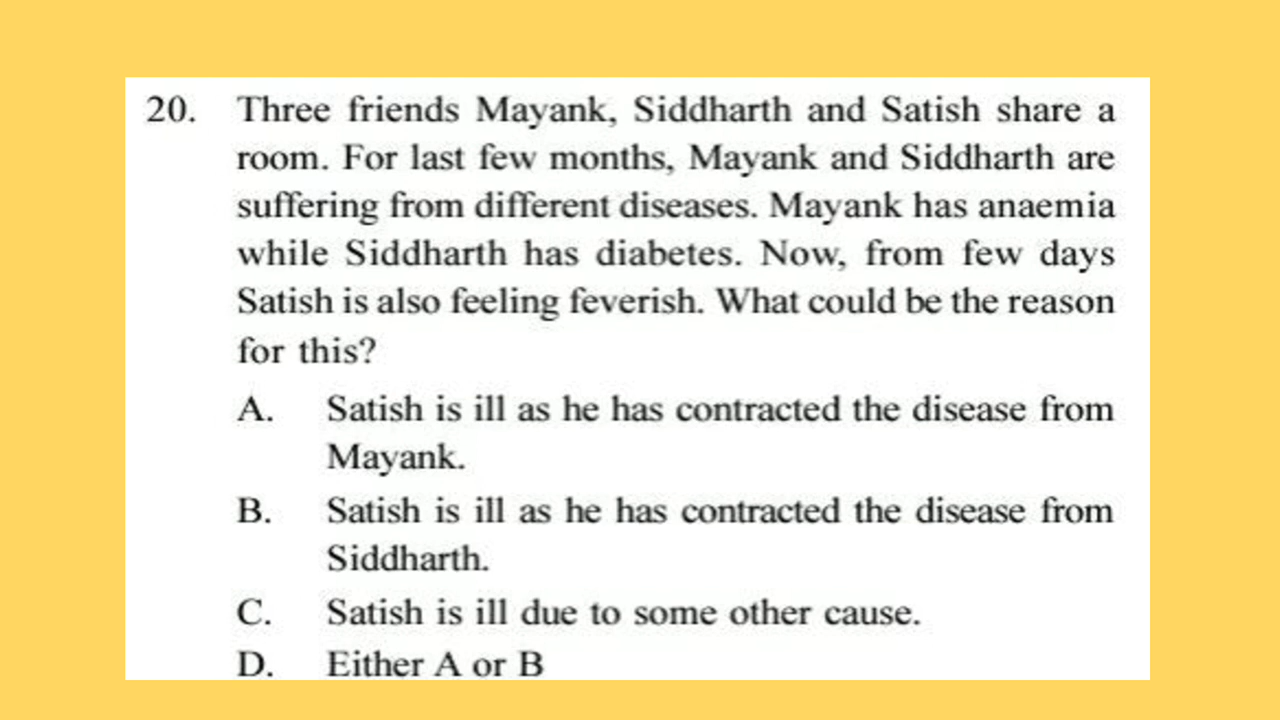 20. Three friends Mayank, Siddharth and Satish share a
room. For last few months, Mayank and Siddharth are
suffering from different diseases. Mayank has anaemia
while Siddharth has diabetes. Now, from few days
Satish is also feeling feverish. What could be the reason
for this?
A. Satish is ill as he has contracted the disease from
Mayank.
B. Satish is ill as he has contracted the disease from
Siddharth.
C. Satish is ill due to some other cause.
D. Either A or B